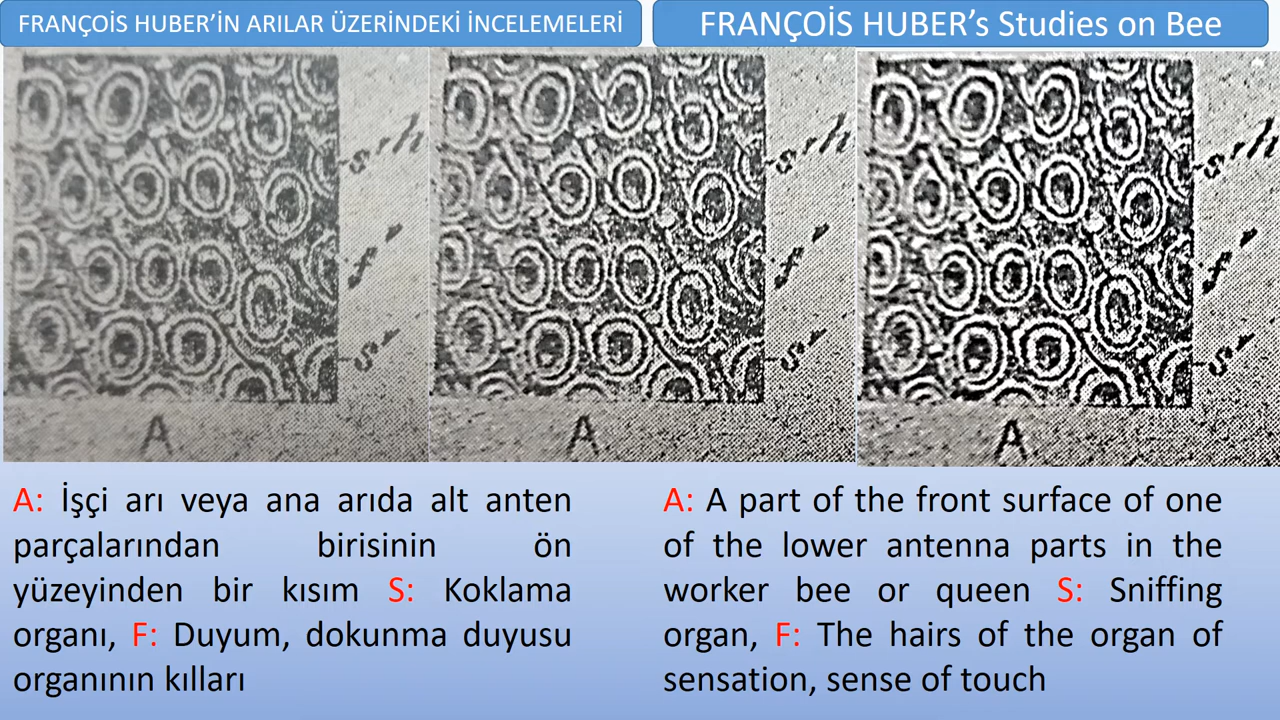 FRANÇOİS HUBER’İN ARILAR ÜZERİNDEKİ İNCELEMELERİ
FRANÇOİS HUBER’s Studies on Bee
s'h
f'
s'
A
s'h
f'
s'
A
s'h
f'
s'
A
A: İşçi arı veya ana arıda alt anten
parçalarından birisinin ön
yüzeyinden bir kısım S: Koklama
organı, F: Duyum, dokunma duyusu
organının kılları
A: A part of the front surface of one
of the lower antenna parts in the
worker bee or queen S: Sniffing
organ, F: The hairs of the organ of
sensation, sense of touch